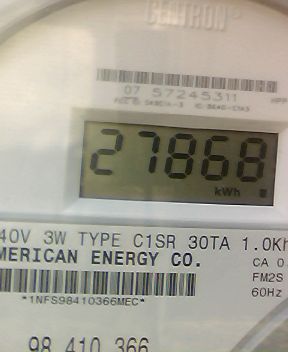 CENTRON®
07 57245311
27868
kWh
40V 3W TYPE C1SR 30TA 1.0Kh
MERICAN ENERGY CO.
CA 0.
FM2S
60Hz
*1NFS98410366MEC*
98 410 366